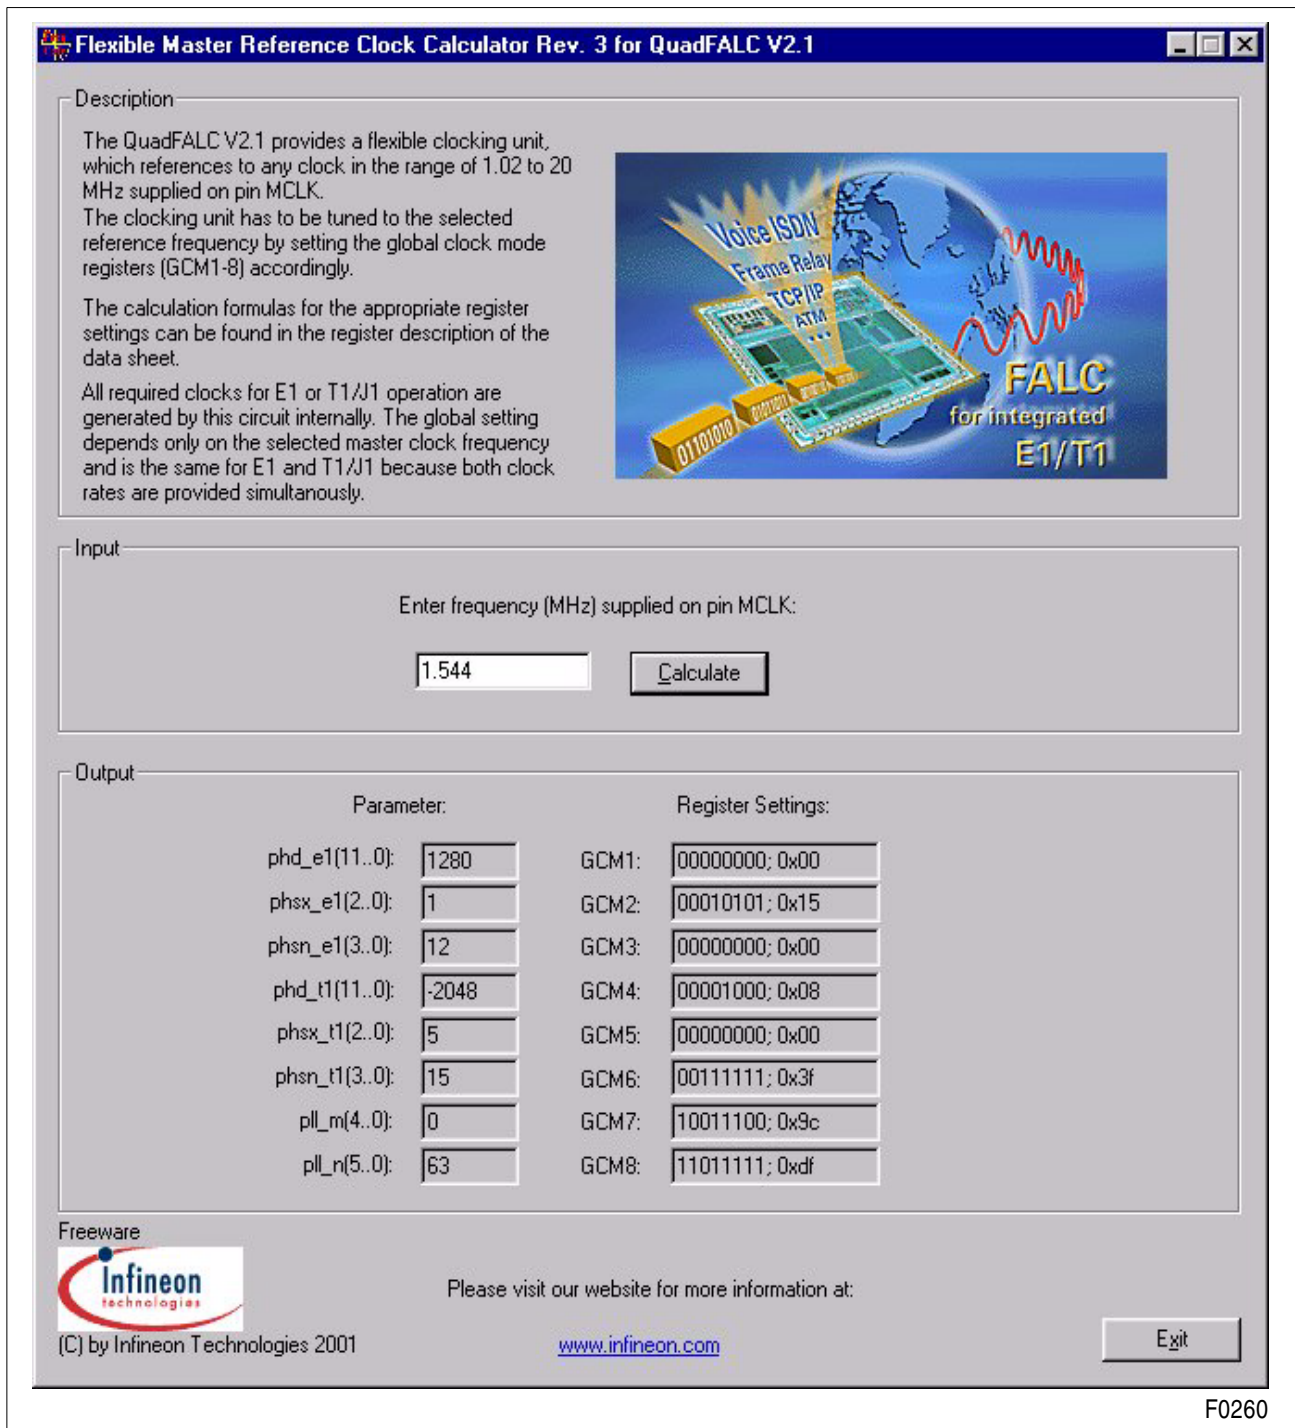 Flexible Master Reference Clock Calculator Rev. 3 for QuadFALC V2.1
Description
The QuadFALC V2.1 provides a flexible clocking unit,
which references to any clock in the range of 1.02 to 20
MHz supplied on pin MCLK.
The clocking unit has to be tuned to the selected
reference frequency by setting the global clock mode
registers (GCM1-8) accordingly.
The calculation formulas for the appropriate register
settings can be found in the register description of the
data sheet.
All required clocks for E1 or T1/J1 operation are
generated by this circuit internally. The global setting
depends only on the selected master clock frequency
and is the same for E1 and T1/J1 because both clock
rates are provided simultanously.
Voice ISDN
Frame Relay
TCP/IP
ATM
...
01101010
01011011
FALC
for integrated
E1/T1
Input
Enter frequency (MHz) supplied on pin MCLK:
1.544
Calculate
Output
Parameter:
Register Settings:
phd_e1(11..0): 1280 GCM1: 00000000; 0x00
phsx_e1(2..0): 1 GCM2: 00010101; 0x15
phsn_e1(3..0): 12 GCM3: 00000000; 0x00
phd_t1(11..0): -2048 GCM4: 00001000; 0x08
phsx_t1(2..0): 5 GCM5: 00000000; 0x00
phsn_t1(3..0): 15 GCM6: 00111111; 0x3f
pll_m(4..0): 0 GCM7: 10011100; 0x9c
pll_n(5..0): 63 GCM8: 11011111; 0xdf
Freeware
Infineon
technologies
Please visit our website for more information at:
(C) by Infineon Technologies 2001
www.infineon.com
Exit
F0260